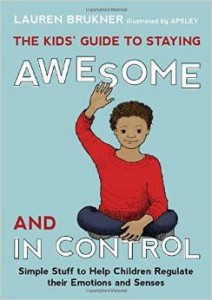 LAUREN BRUKNER Illustrated by APSLEY
THE KIDS' GUIDE TO STAYING
AWESOME
AND
IN CONTROL
Simple Stuff to Help Children Regulate
their Emotions and Senses